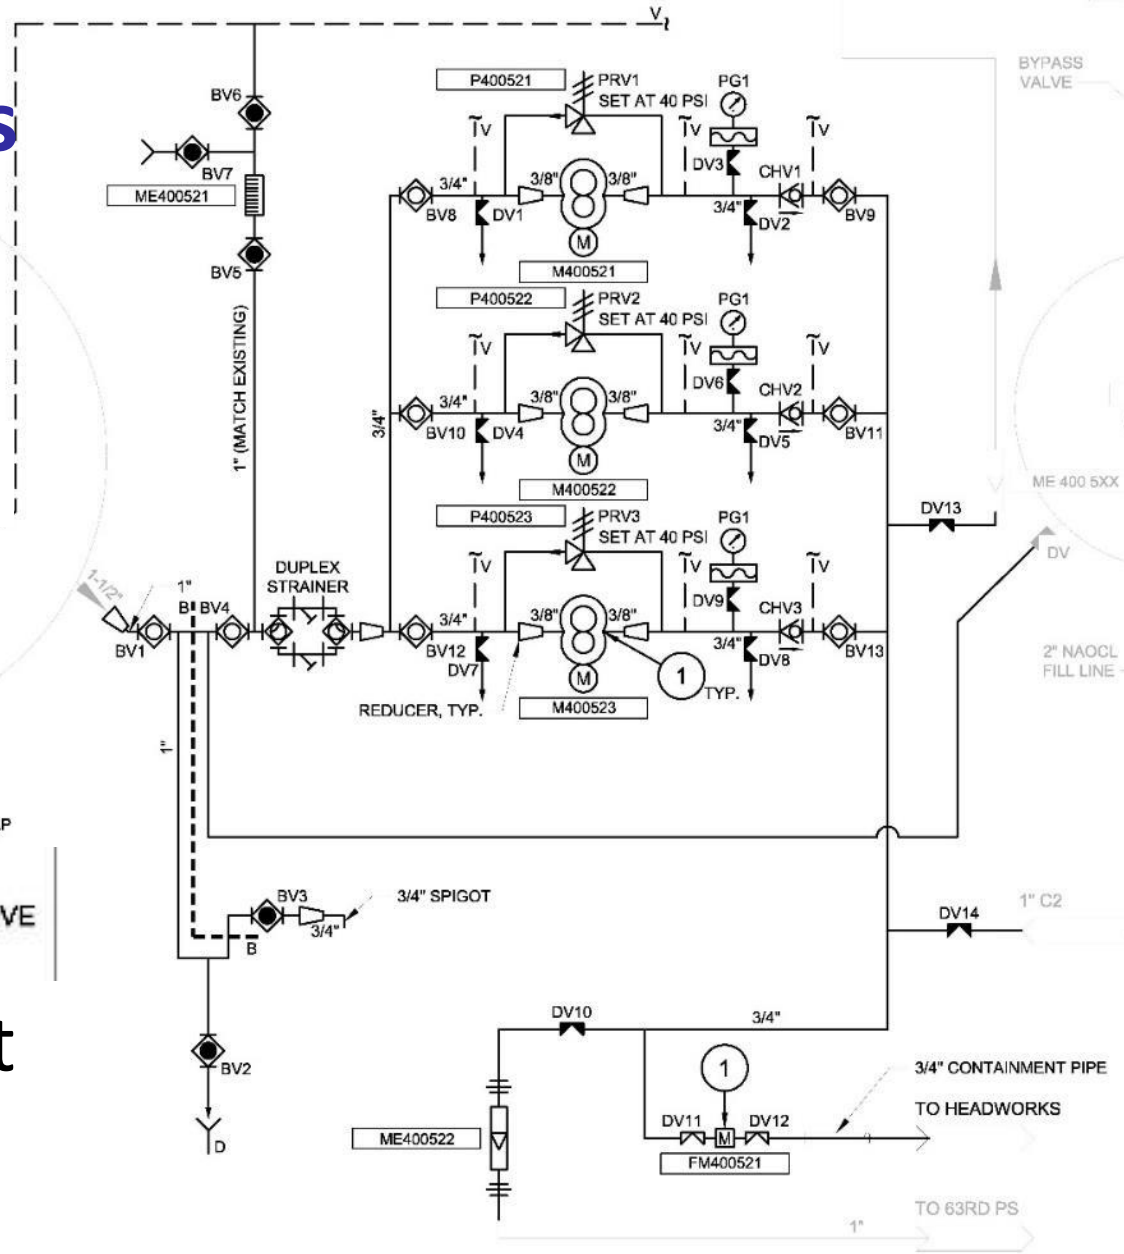 V
s
BV6
BV7
ME400521
BV5
1" (MATCH EXISTING)
P400521
PRV1
SET AT 40 PSI
PG1
V
V
V
DV3
CHV1
3/4"
3/8"
3/8"
BV8
DV1
3/4"
DV2
BV9
M
M400521
P400522
PRV2
SET AT 40 PSI
PG1
V
V
V
DV6
CHV2
3/4"
3/4"
3/8"
3/8"
BV10
DV4
3/4"
DV5
BV11
M
M400522
P400523
PRV3
SET AT 40 PSI
PG1
V
V
V
DV9
CHV3
3/4"
3/8"
3/8"
BV12
DV7
3/4"
DV8
BV13
M
1
TYP.
M400523
REDUCER, TYP.
BYPASS
VALVE
ME 400 5XX
DV13
DV
2" NAOCL
FILL LINE
DUPLEX
STRAINER
1-1/2"
1"
B
BV4
BV1
1"
P
VE
BV3
3/4" SPIGOT
3/4"
B
1" C2
DV14
t
BV2
D
DV10
3/4"
1
3/4" CONTAINMENT PIPE
TO HEADWORKS
DV11
M
DV12
ME400522
FM400521
TO 63RD PS
1"